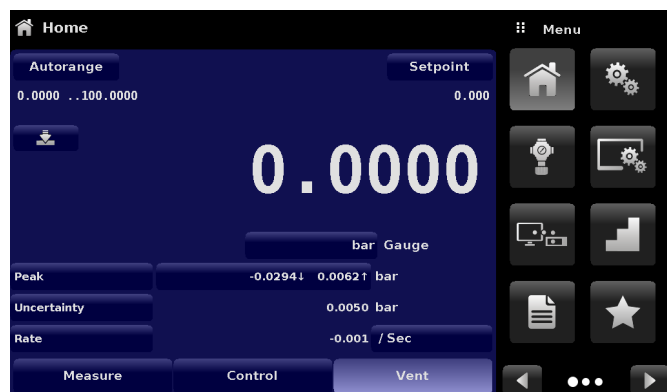 Home
Menu
Autorange
Setpoint
0.0000 ..100.0000
0.000
0.0000
bar Gauge
Peak -0.0294↓ 0.0062↑ bar
Uncertainty 0.0050 bar
Rate -0.001 / Sec
Measure Control Vent